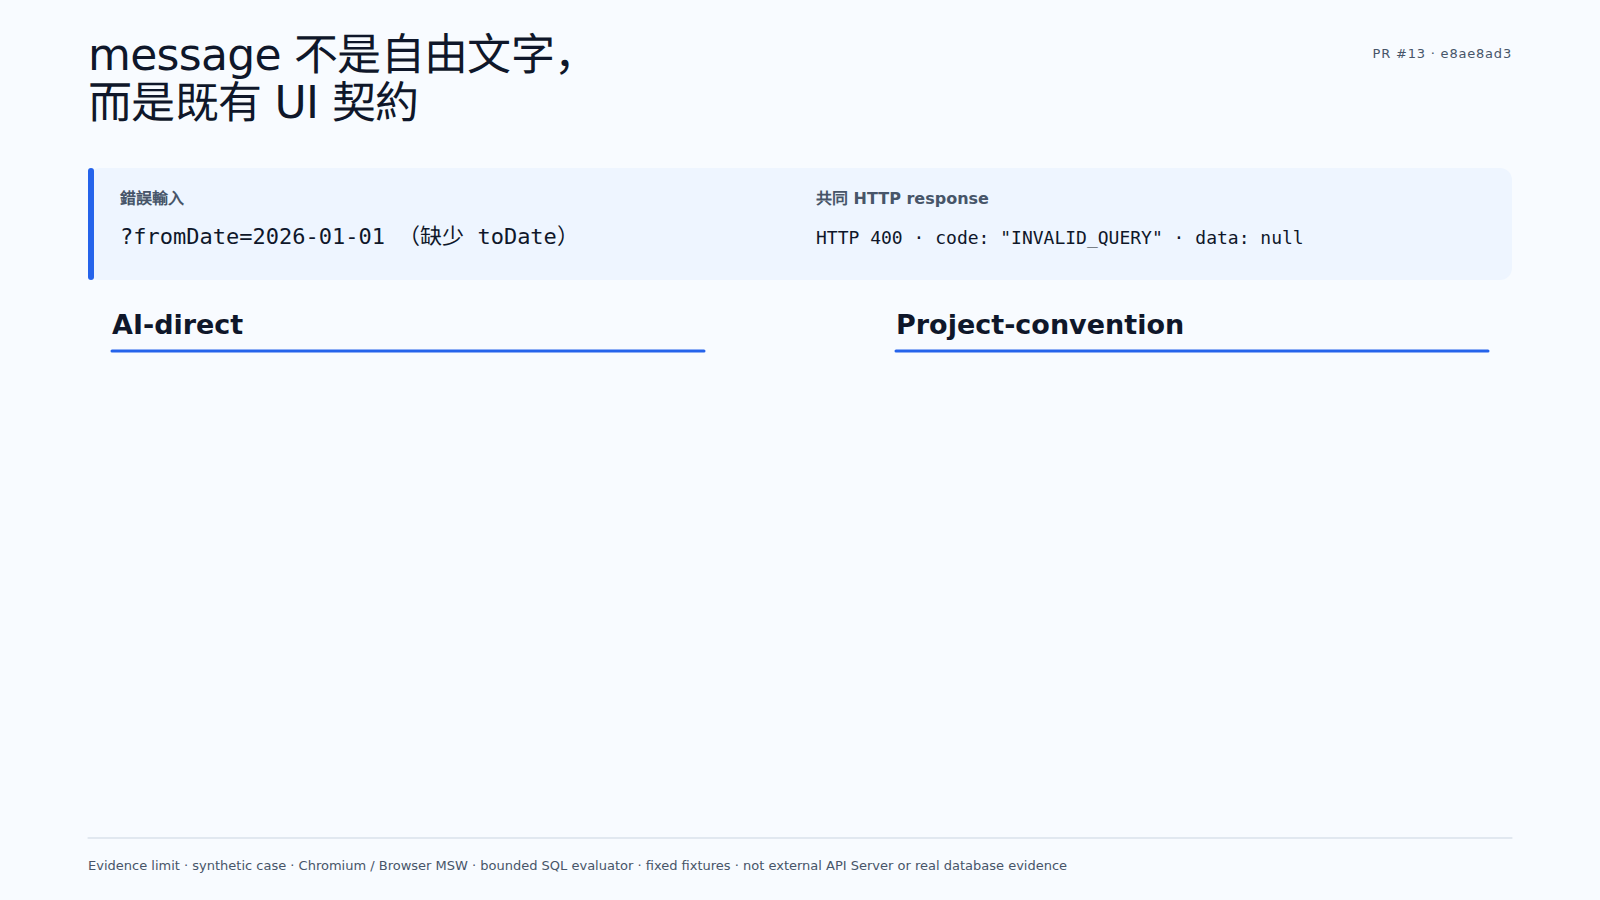 message 不是自由文字，
而是既有 UI 契約
PR #13 · e8ae8ad3
錯誤輸入
?fromDate=2026-01-01 （缺少 toDate）
共同 HTTP response
HTTP 400 · code: "INVALID_QUERY" · data: null
AI-direct
Project-convention
Evidence limit · synthetic case · Chromium / Browser MSW · bounded SQL evaluator · fixed fixtures · not external API Server or real database evidence